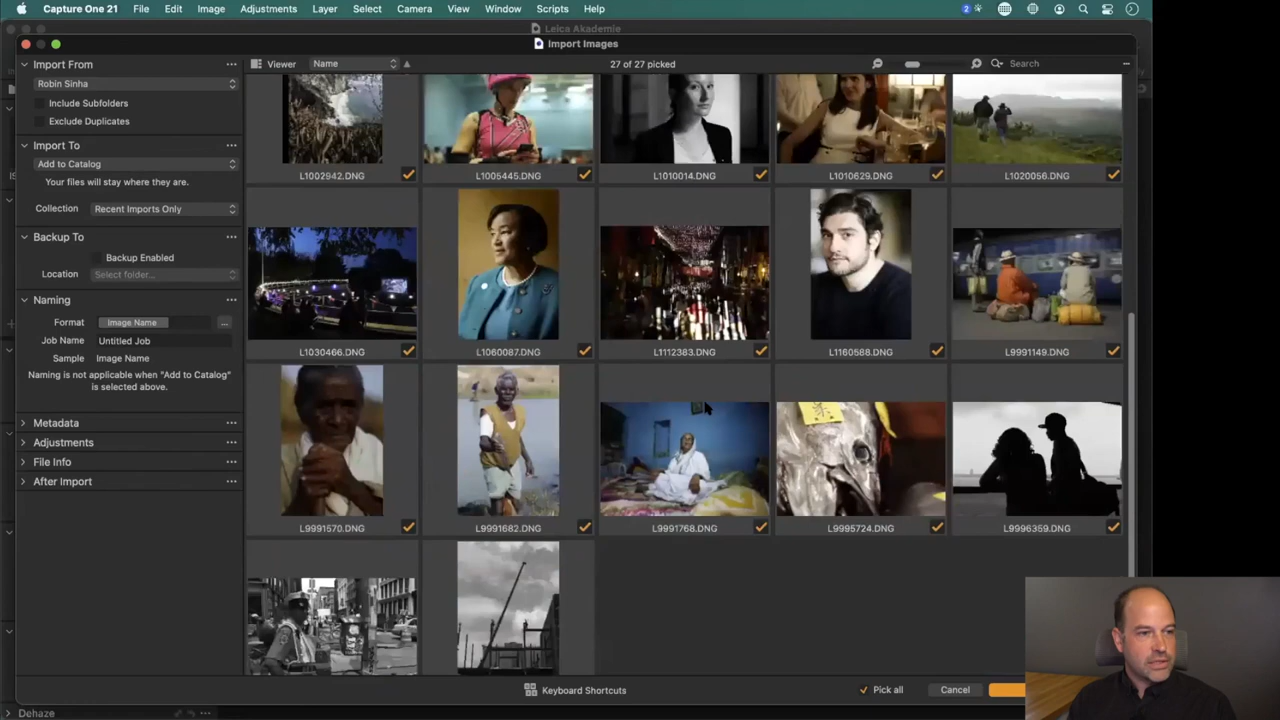 Capture One 21 File Edit Image Adjustments Layer Select Camera View Window Scripts Help 2
Leica Akademie
Import Images
Import From
Viewer Name 27 of 27 picked Search
Robin Sinha
Include Subfolders
Exclude Duplicates
Import To
Add to Catalog
Your files will stay where they are.
L1002942.DNG L1005445.DNG L1010014.DNG L1010629.DNG L1020056.DNG
Collection Recent Imports Only
Backup To
Backup Enabled
Location Select folder...
Naming
Format Image Name ...
Job Name Untitled Job
Sample Image Name
L1030466.DNG L1060087.DNG L1112383.DNG L1160588.DNG L9991149.DNG
Naming is not applicable when "Add to Catalog"
is selected above.
Metadata
Adjustments
File Info
After Import
L9991570.DNG L9991682.DNG L9991768.DNG L9995724.DNG L9996359.DNG
Keyboard Shortcuts Pick all Cancel
Dehaze